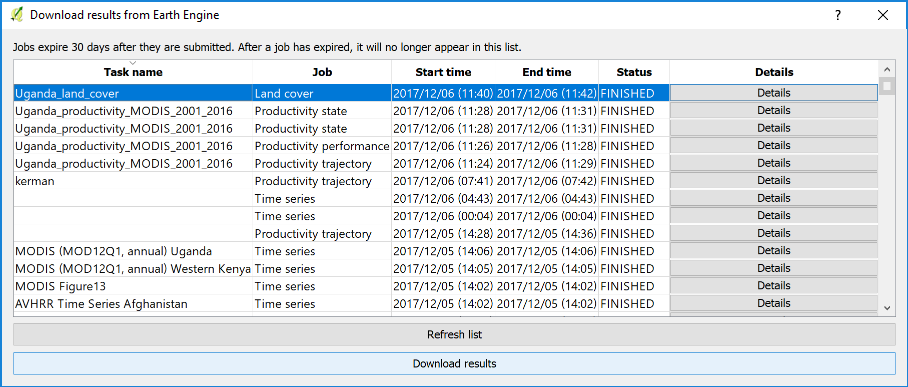 Download results from Earth Engine
Jobs expire 30 days after they are submitted. After a job has expired, it will no longer appear in this list.
Task name Job Start time End time Status Details
Uganda_land_cover Land cover 2017/12/06 (11:40) 2017/12/06 (11:42) FINISHED Details
Uganda_productivity_MODIS_2001_2016 Productivity state 2017/12/06 (11:28) 2017/12/06 (11:31) FINISHED Details
Uganda_productivity_MODIS_2001_2016 Productivity state 2017/12/06 (11:28) 2017/12/06 (11:31) FINISHED Details
Uganda_productivity_MODIS_2001_2016 Productivity performance 2017/12/06 (11:26) 2017/12/06 (11:28) FINISHED Details
Uganda_productivity_MODIS_2001_2016 Productivity trajectory 2017/12/06 (11:24) 2017/12/06 (11:29) FINISHED Details
kerman Productivity trajectory 2017/12/06 (07:41) 2017/12/06 (07:42) FINISHED Details
Time series 2017/12/06 (04:43) 2017/12/06 (04:43) FINISHED Details
Time series 2017/12/06 (00:04) 2017/12/06 (00:04) FINISHED Details
Productivity trajectory 2017/12/05 (14:28) 2017/12/05 (14:36) FINISHED Details
MODIS (MOD12Q1, annual) Uganda Time series 2017/12/05 (14:06) 2017/12/05 (14:06) FINISHED Details
MODIS (MOD12Q1, annual) Western Kenya Time series 2017/12/05 (14:05) 2017/12/05 (14:05) FINISHED Details
MODIS Figure13 Time series 2017/12/05 (14:02) 2017/12/05 (14:02) FINISHED Details
AVHRR Time Series Afghanistan Time series 2017/12/05 (14:02) 2017/12/05 (14:02) FINISHED Details
Refresh list
Download results